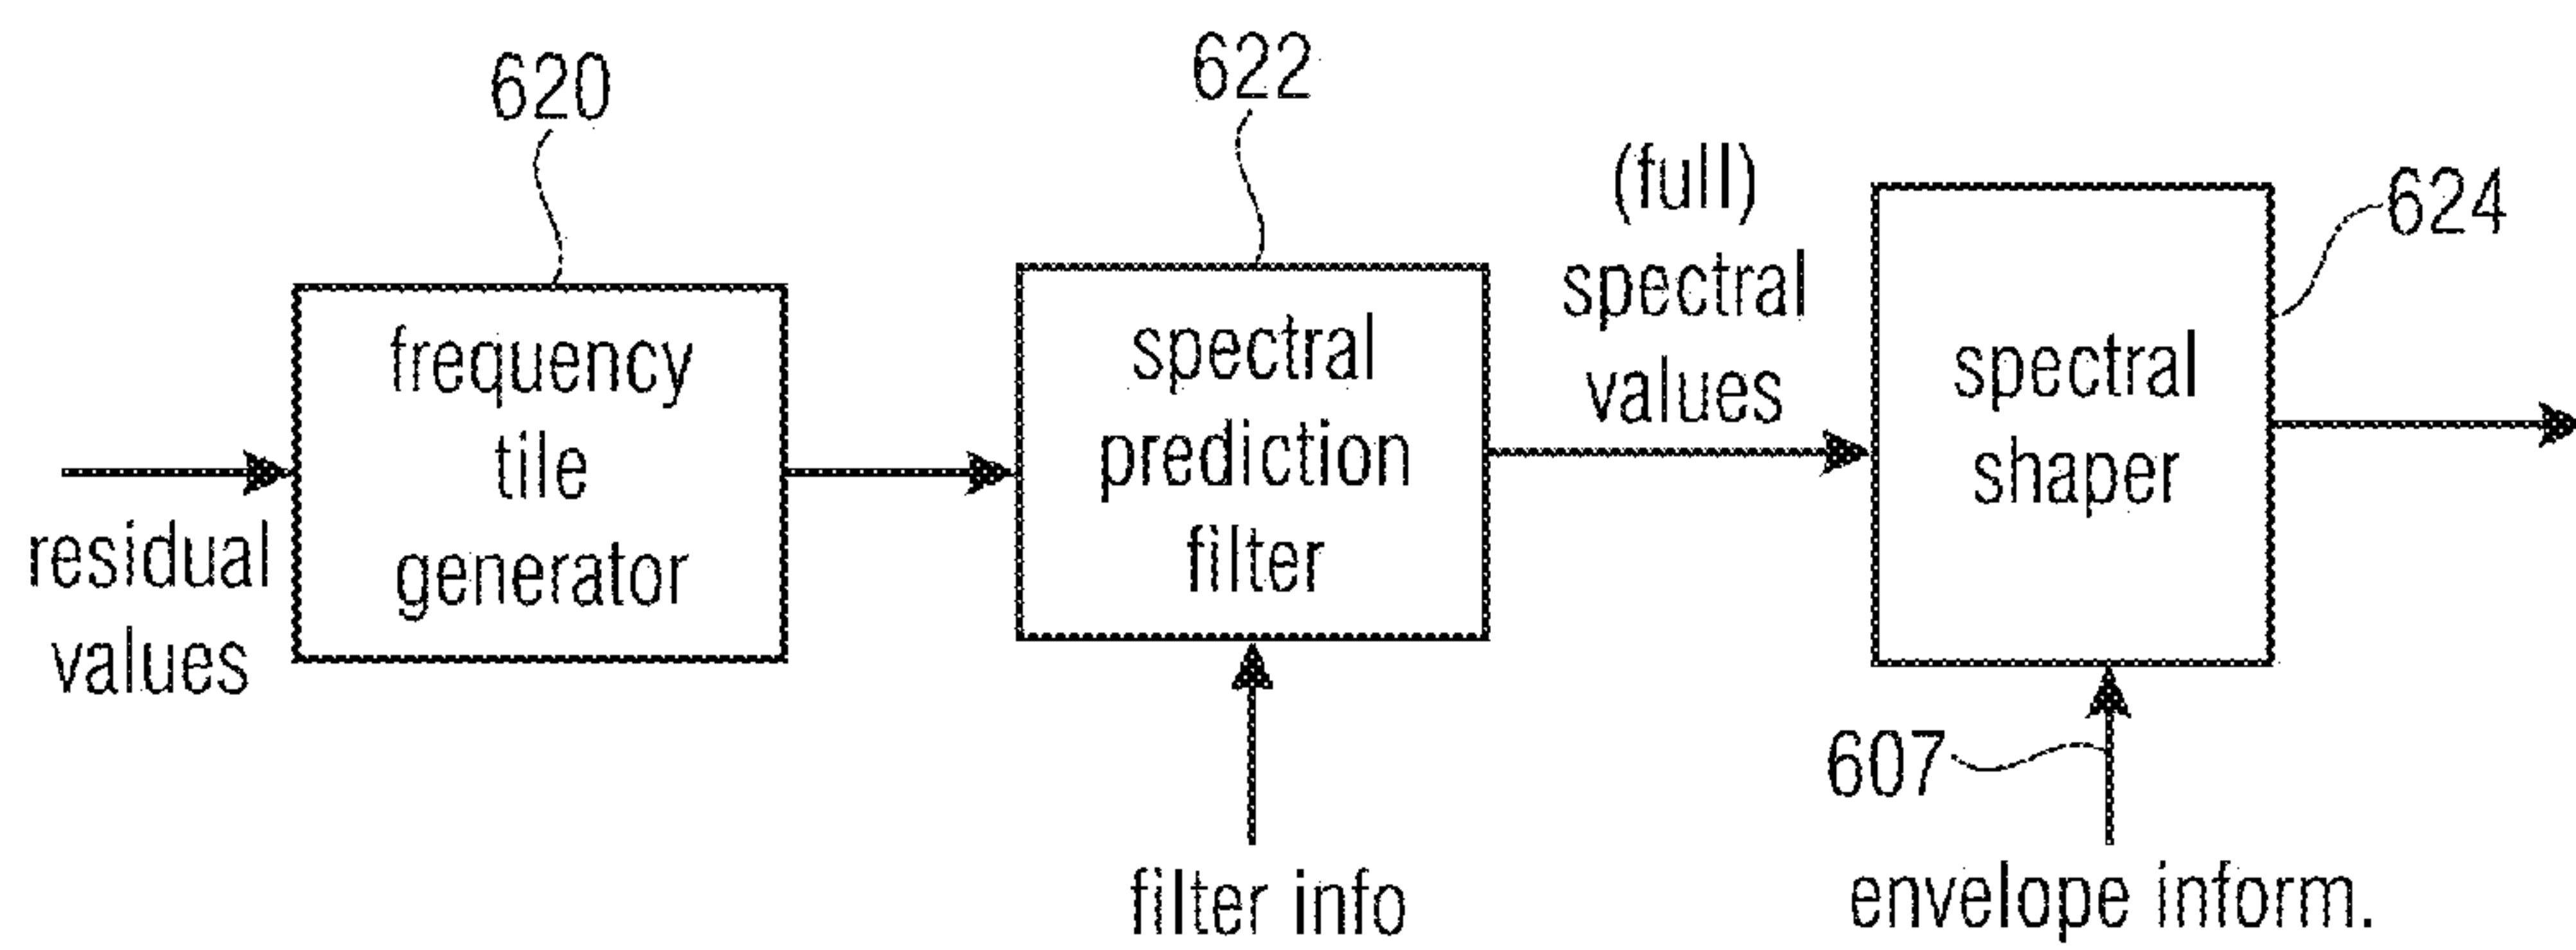 620
622
624
residual
values
frequency
tile
generator
spectral
prediction
filter
(full)
spectral
values
spectral
shaper
607
filter info
envelope inform.